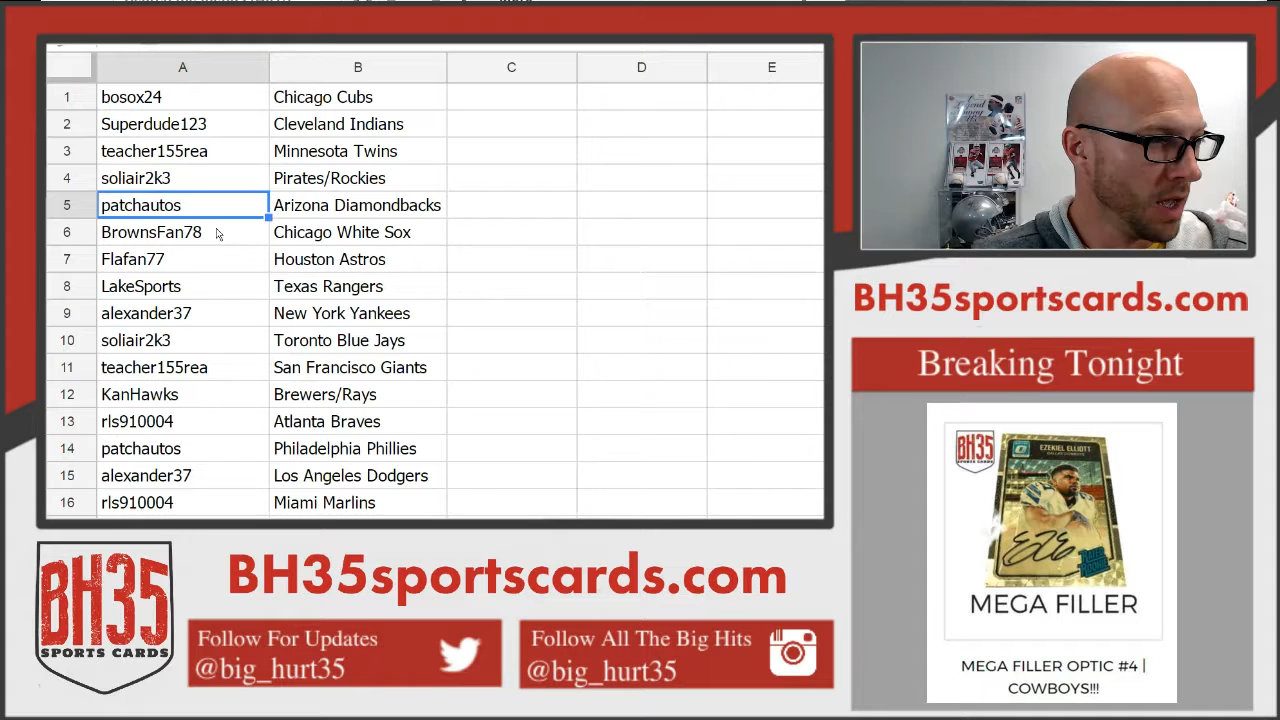 A B C D E
1 bosox24 Chicago Cubs
2 Superdude123 Cleveland Indians
3 teacher155rea Minnesota Twins
4 soliair2k3 Pirates/Rockies
5 patchautos Arizona Diamondbacks
6 BrownsFan78 Chicago White Sox
7 Flafan77 Houston Astros
8 LakeSports Texas Rangers
9 alexander37 New York Yankees
10 soliair2k3 Toronto Blue Jays
11 teacher155rea San Francisco Giants
12 KanHawks Brewers/Rays
13 rls910004 Atlanta Braves
14 patchautos Philadelphia Phillies
15 alexander37 Los Angeles Dodgers
16 rls910004 Miami Marlins
BH35sportscards.com
Breaking Tonight
BH35
SPORTS CARDS
EZEKIEL ELLIOTT
MEGA FILLER
MEGA FILLER OPTIC #4 |
COWBOYS!!!
BH35
SPORTS CARDS
BH35sportscards.com
Follow For Updates
@big_hurt35
Follow All The Big Hits
@big_hurt35